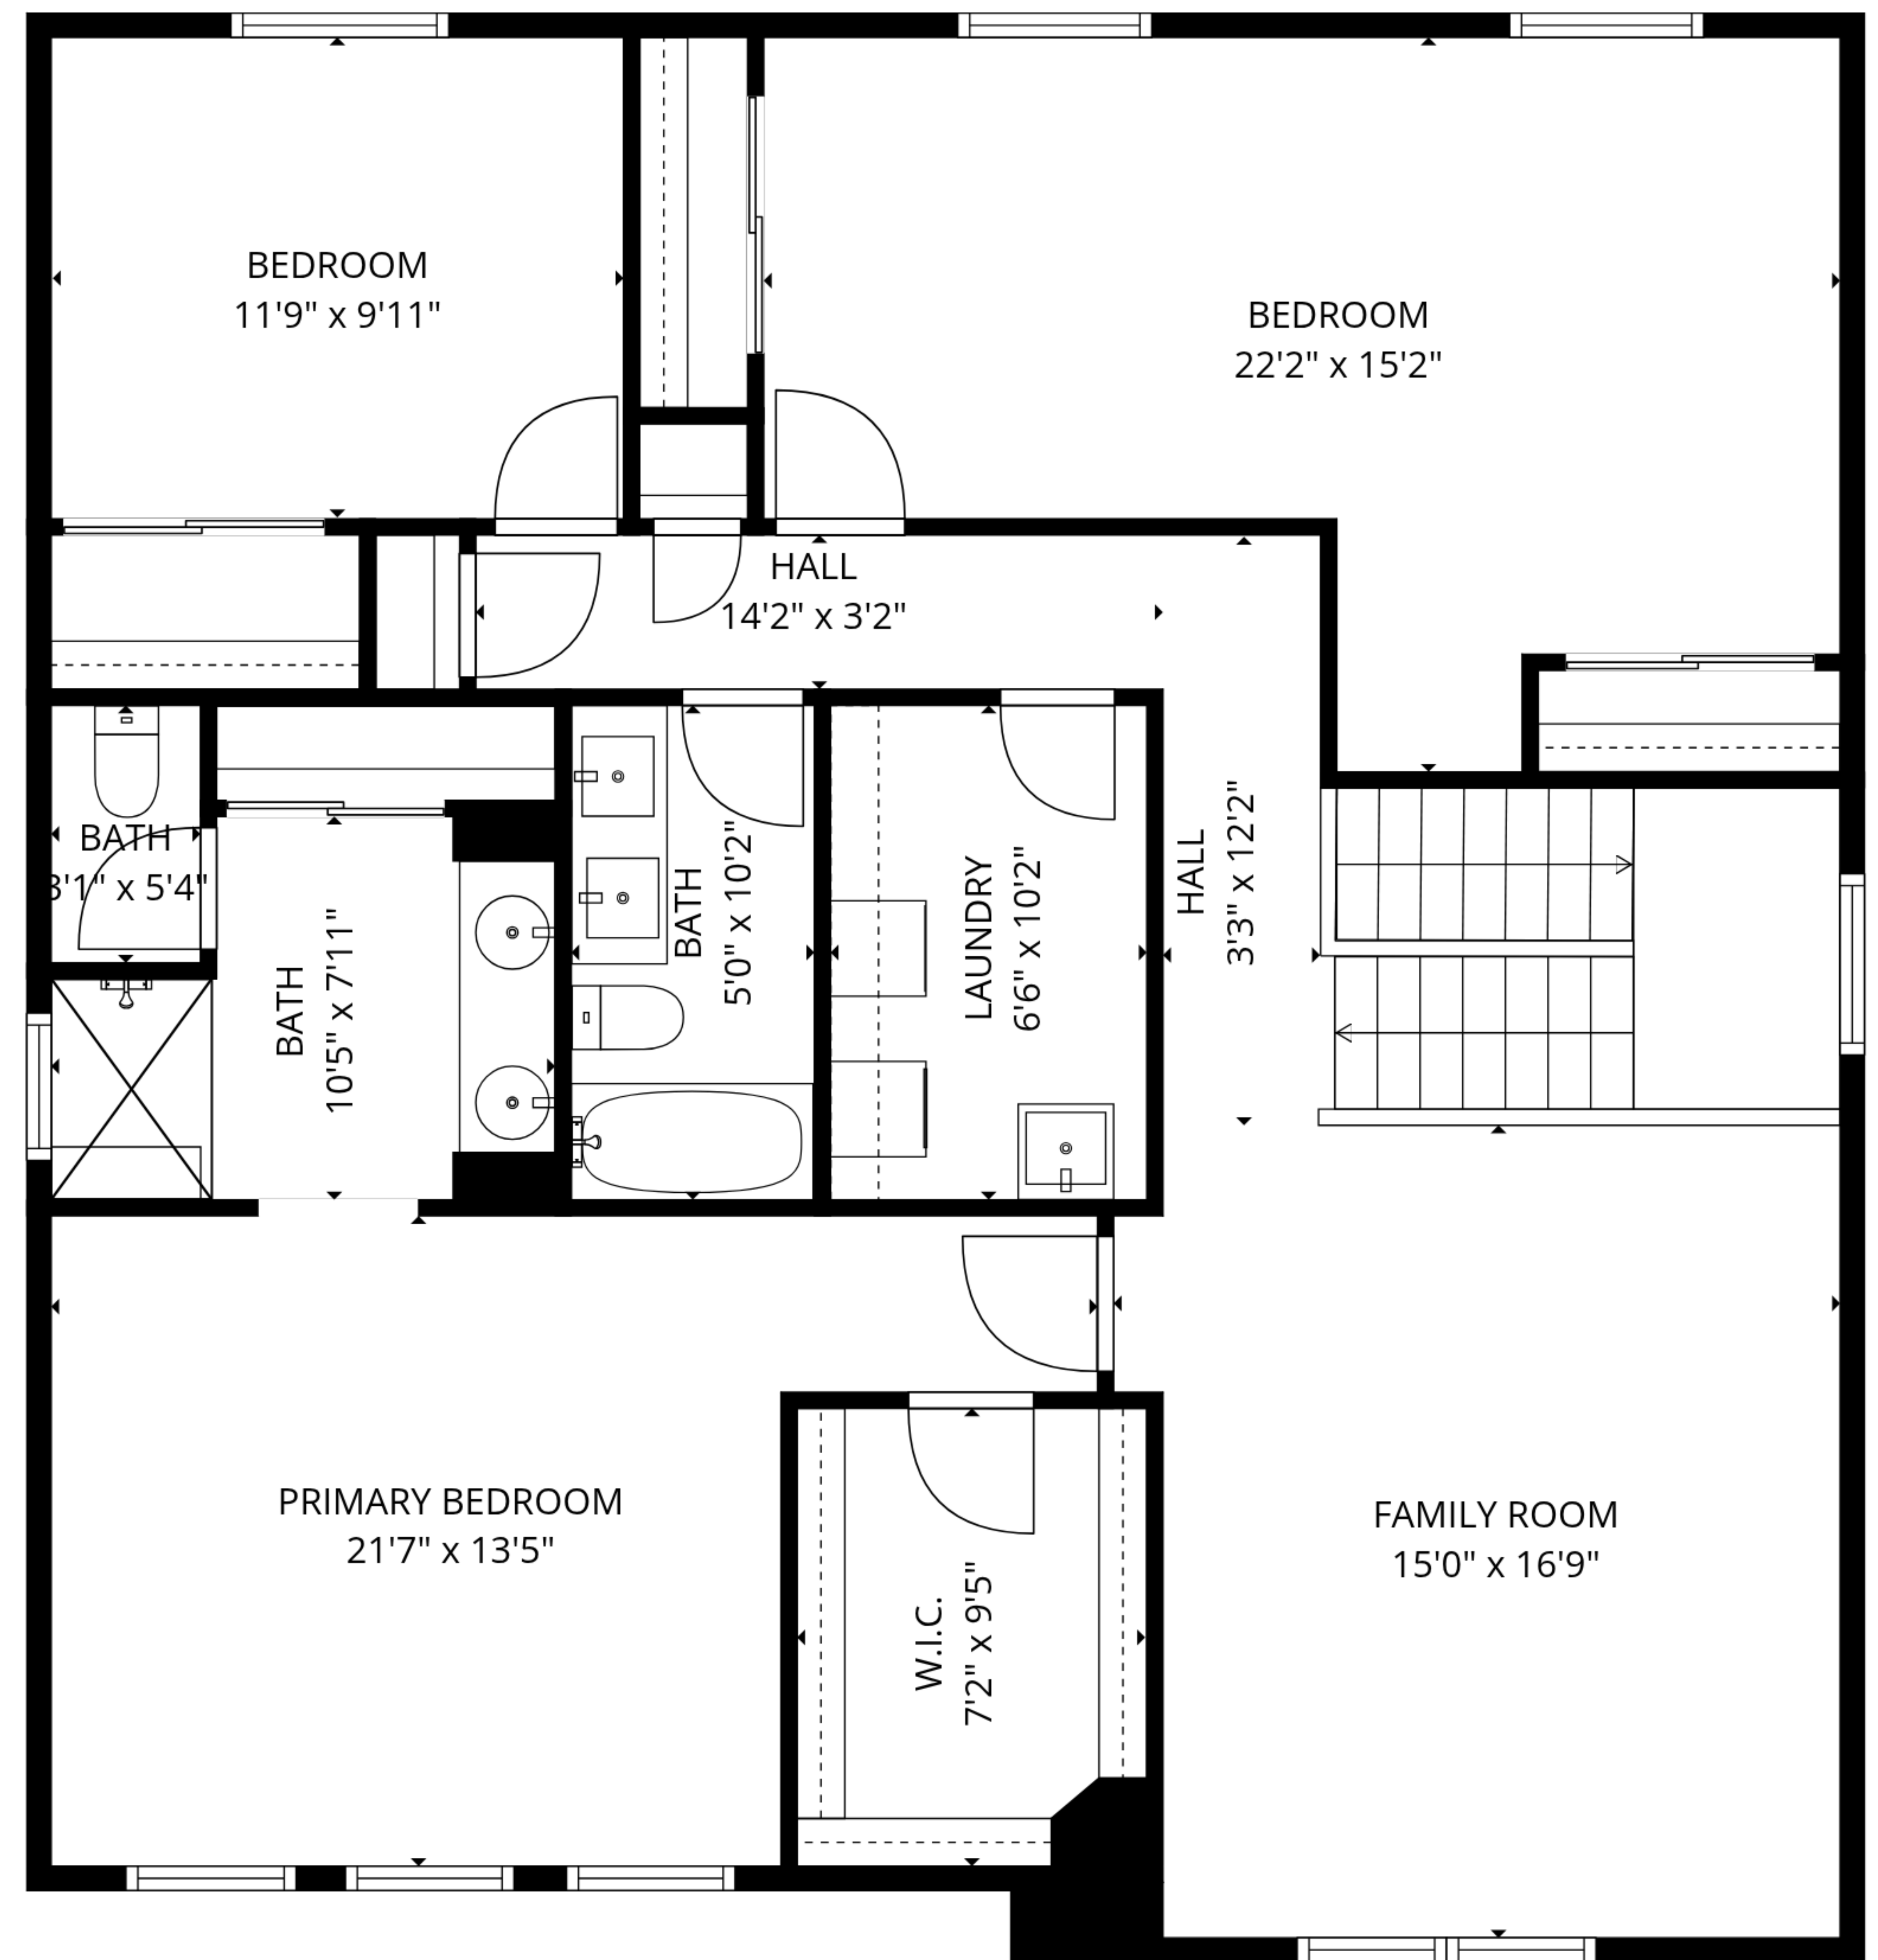 BEDROOM
11'9" x 9'11"
BEDROOM
22'2" x 15'2"
HALL
14'2" x 3'2"
BATH
3'1" x 5'4"
BATH
10'5" x 7'11"
BATH
5'0" x 10'2"
LAUNDRY
6'6" x 10'2"
HALL
3'3" x 12'2"
PRIMARY BEDROOM
21'7" x 13'5"
W.I.C.
7'2" x 9'5"
FAMILY ROOM
15'0" x 16'9"